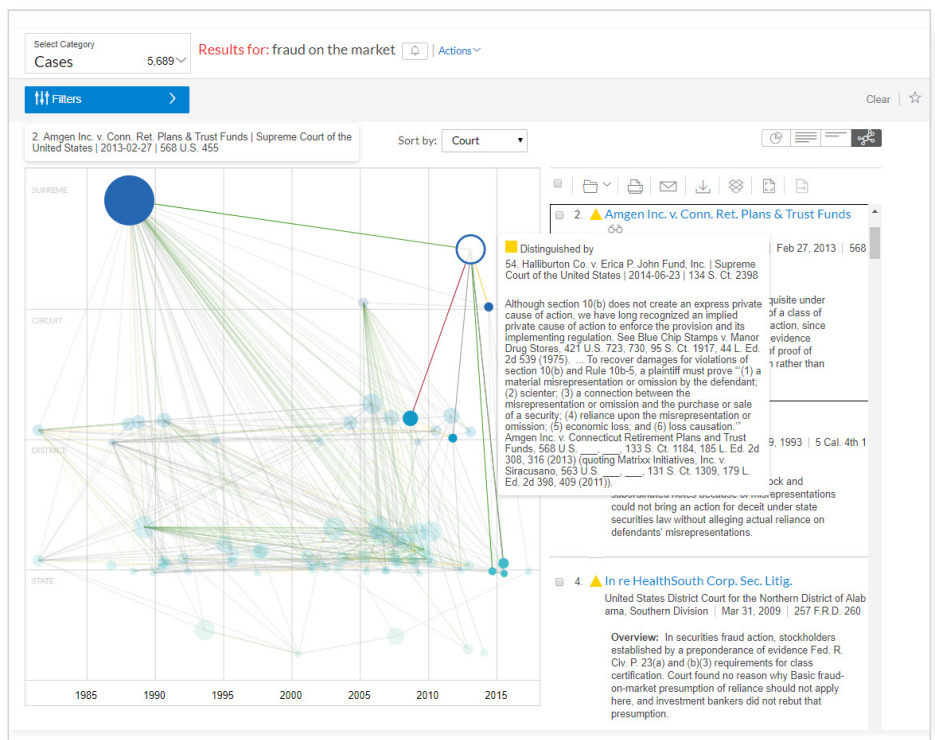 Select Category
Cases 5,689
Results for: fraud on the market
Actions
Filters
Clear
2. Amgen Inc. v. Conn. Ret. Plans & Trust Funds | Supreme Court of the
United States | 2013-02-27 | 568 U.S. 455
Sort by: Court
SUPREME
CIRCUIT
DISTRICT
STATE
1985 1990 1995 2000 2005 2010 2015
2. Amgen Inc. v. Conn. Ret. Plans & Trust Funds
Feb 27, 2013 | 568
Distinguished by
54. Halliburton Co. v. Erica P. John Fund, Inc. | Supreme
Court of the United States | 2014-06-23 | 134 S. Ct. 2398
Although section 10(b) does not create an express private
cause of action, we have long recognized an implied
private cause of action to enforce the provision and its
implementing regulation. See Blue Chip Stamps v. Manor
Drug Stores, 421 U.S. 723, 730, 95 S. Ct. 1917, 44 L. Ed.
2d 539 (1975). ... To recover damages for violations of
section 10(b) and Rule 10b-5, a plaintiff must prove "'(1) a
material misrepresentation or omission by the defendant;
(2) scienter; (3) a connection between the
misrepresentation or omission and the purchase or sale
of a security; (4) reliance upon the misrepresentation or
omission; (5) economic loss; and (6) loss causation.'"
Amgen Inc. v. Connecticut Retirement Plans and Trust
Funds, 568 U.S. ___, ___, 133 S. Ct. 1184, 185 L. Ed. 2d
308, 316 (2013) (quoting Matrixx Initiatives, Inc. v.
Siracusano, 563 U.S. ___, ___, 131 S. Ct. 1309, 179 L.
Ed. 2d 398, 409 (2011)).
quisite under
of a class of
action, since
evidence
of proof of
rather than
9, 1993 | 5 Cal. 4th 1
ock and
subordinated notes because of misrepresentations
could not bring an action for deceit under state
securities law without alleging actual reliance on
defendants' misrepresentations.
4. In re HealthSouth Corp. Sec. Litig.
United States District Court for the Northern District of Alab
ama, Southern Division | Mar 31, 2009 | 257 F.R.D. 260
Overview: In securities fraud action, stockholders
established by a preponderance of evidence Fed. R.
Civ. P. 23(a) and (b)(3) requirements for class
certification. Court found no reason why Basic fraud-
on-market presumption of reliance should not apply
here, and investment bankers did not rebut that
presumption.